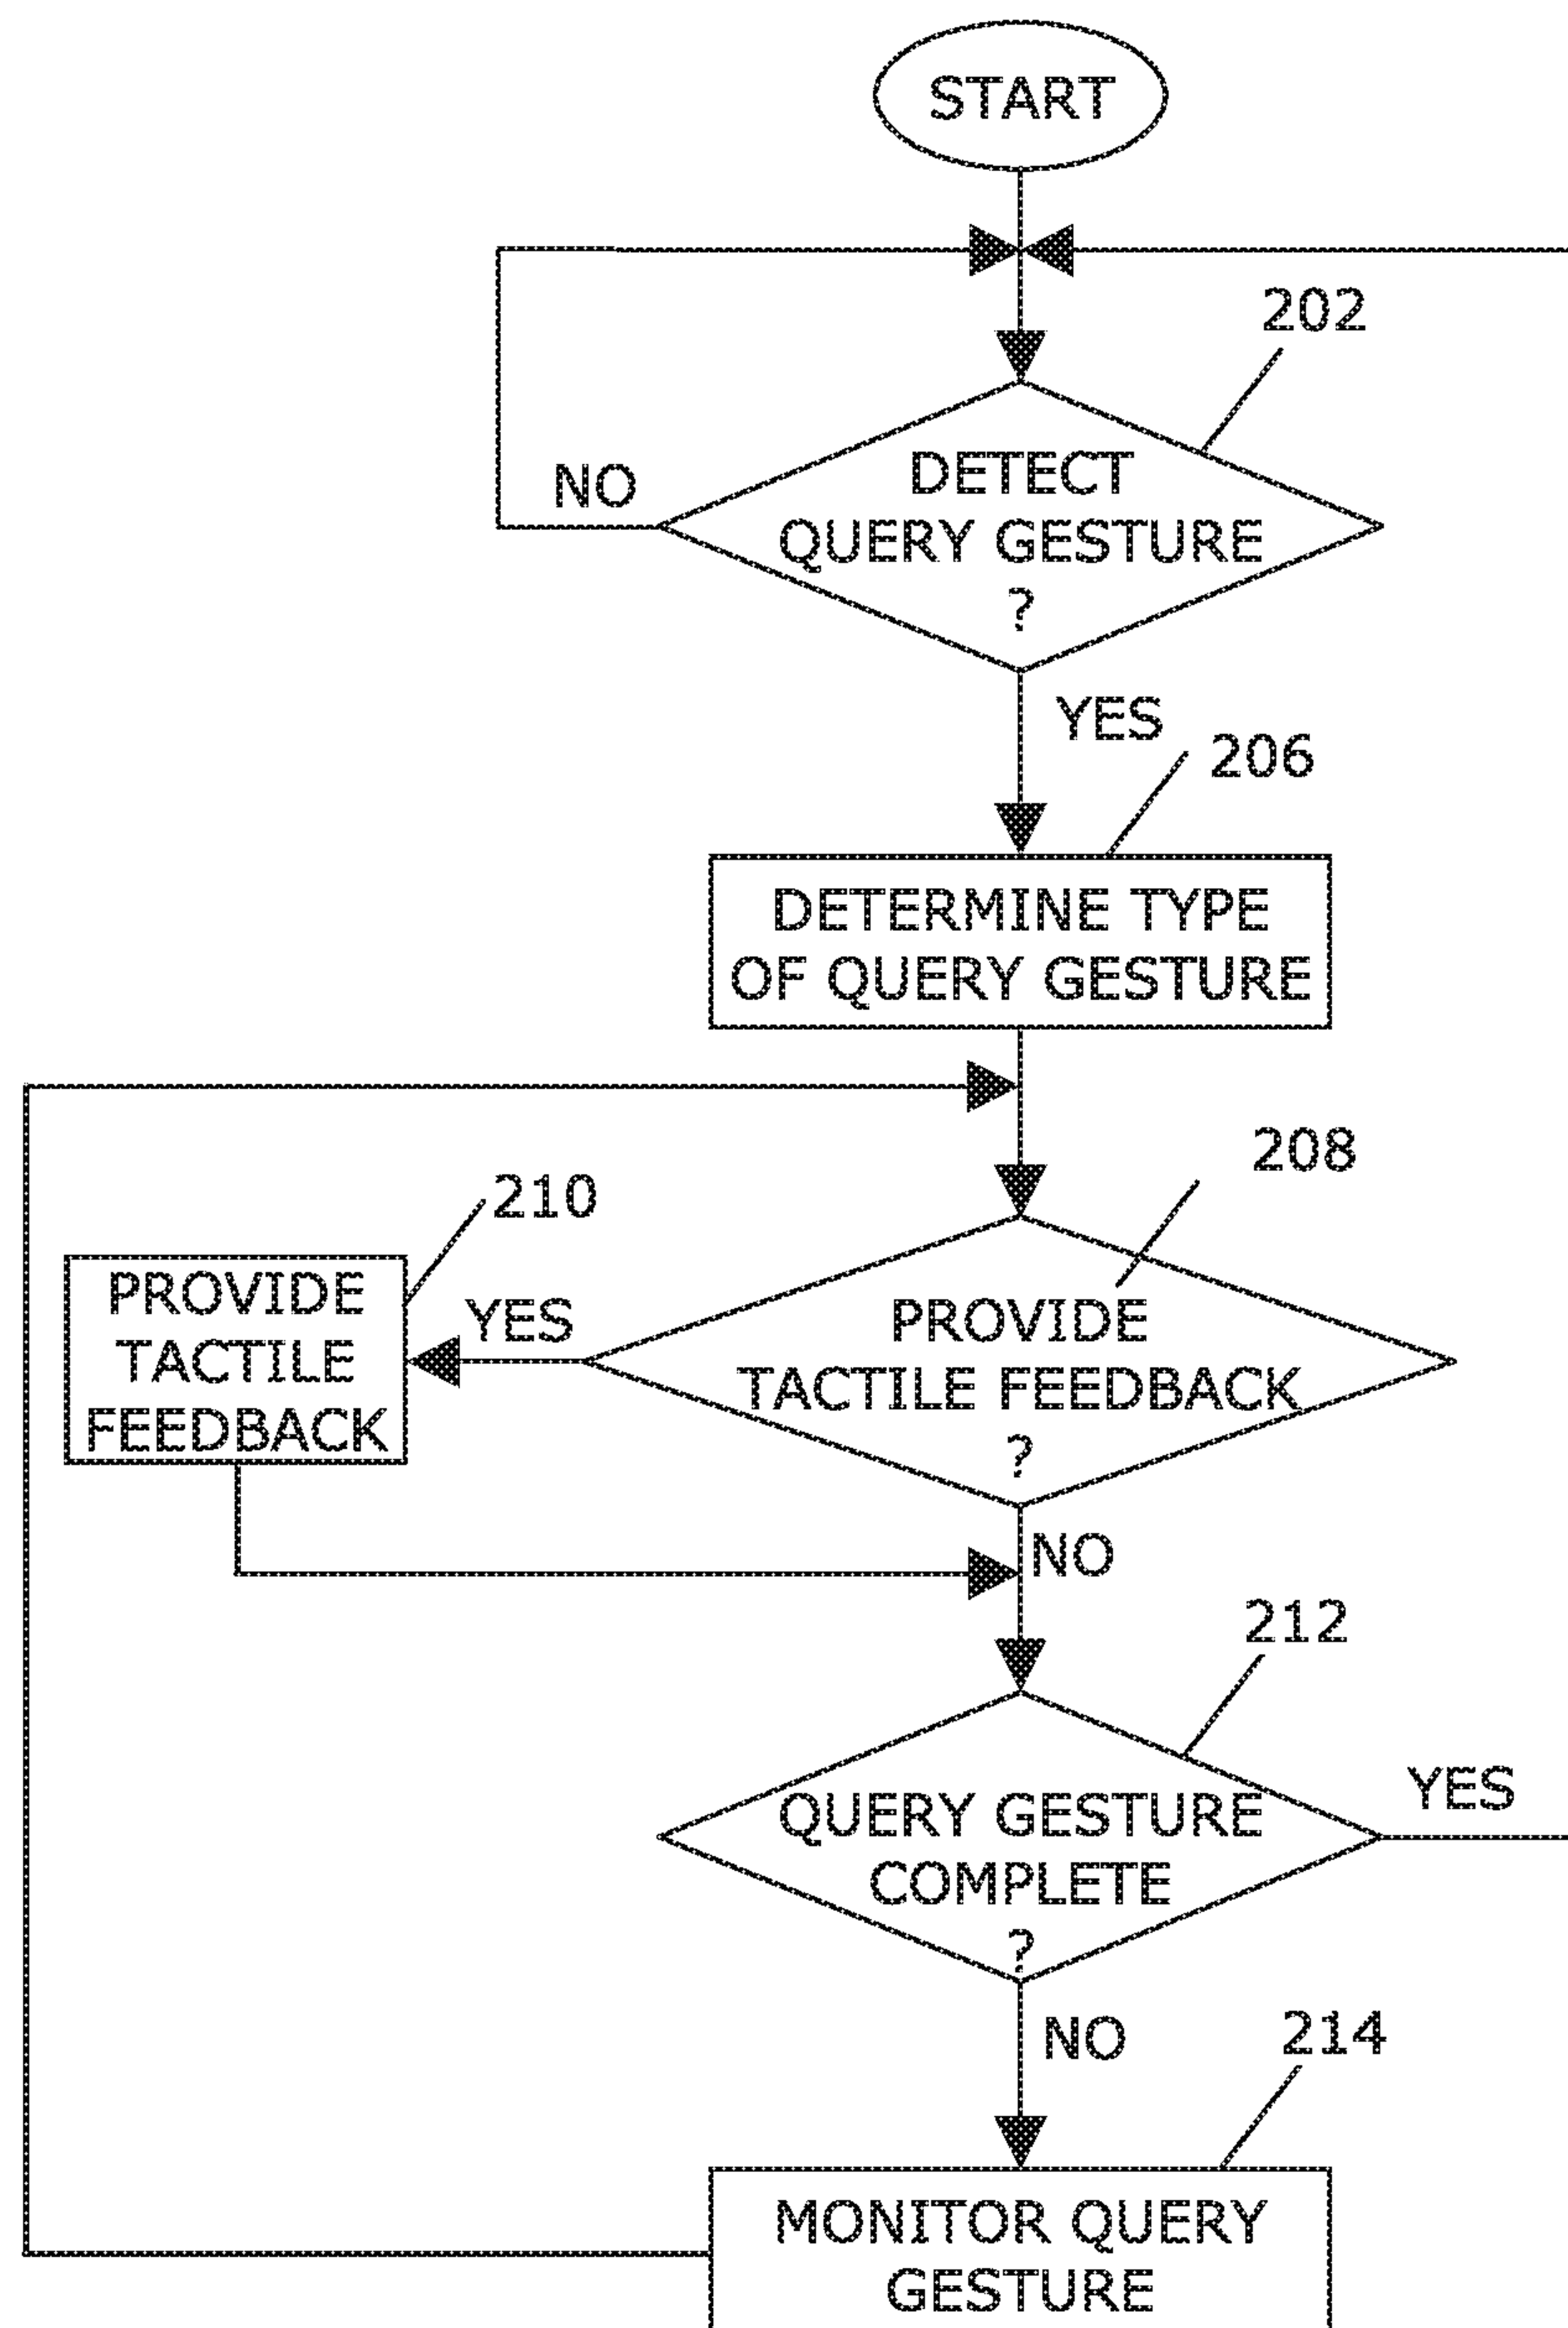 START
202
DETECT
QUERY GESTURE
?
NO
YES
206
DETERMINE TYPE
OF QUERY GESTURE
208
210
PROVIDE
TACTILE
FEEDBACK
YES
PROVIDE
TACTILE FEEDBACK
?
NO
212
QUERY GESTURE
COMPLETE
?
YES
NO
214
MONITOR QUERY
GESTURE